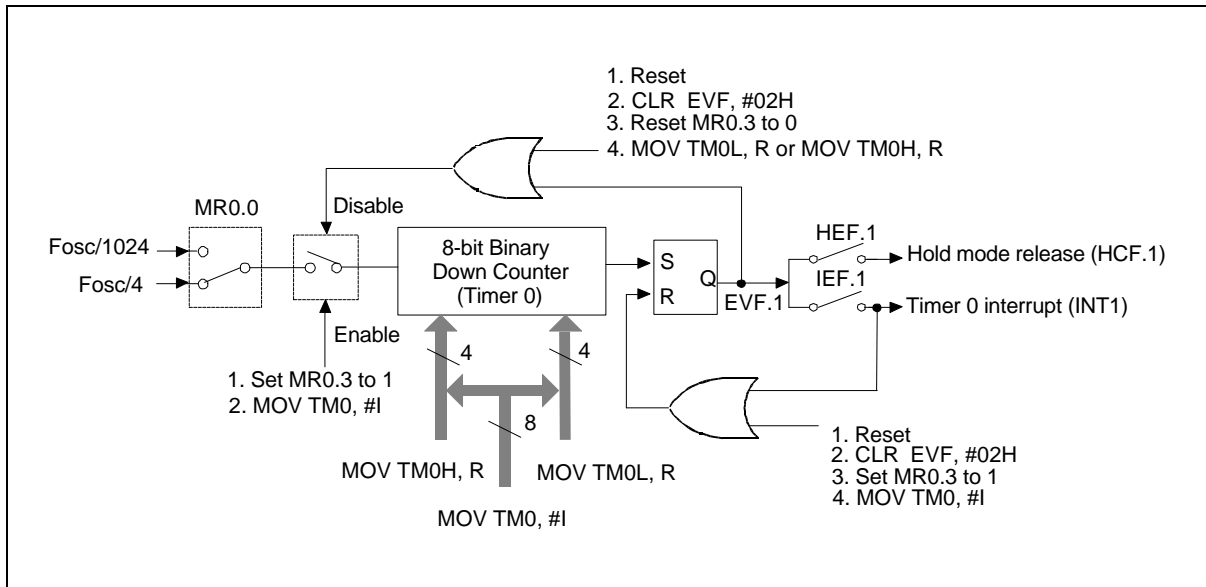 1. Reset
2. CLR EVF, #02H
3. Reset MR0.3 to 0
4. MOV TM0L, R or MOV TM0H, R
MR0.0
Disable
Fosc/1024
Fosc/4
8-bit Binary
Down Counter
(Timer 0)
S
Q
R
EVF.1
HEF.1
Hold mode release (HCF.1)
IEF.1
Timer 0 interrupt (INT1)
Enable
1. Set MR0.3 to 1
2. MOV TM0, #I
4
4
8
MOV TM0H, R
MOV TM0L, R
MOV TM0, #I
1. Reset
2. CLR EVF, #02H
3. Set MR0.3 to 1
4. MOV TM0, #I